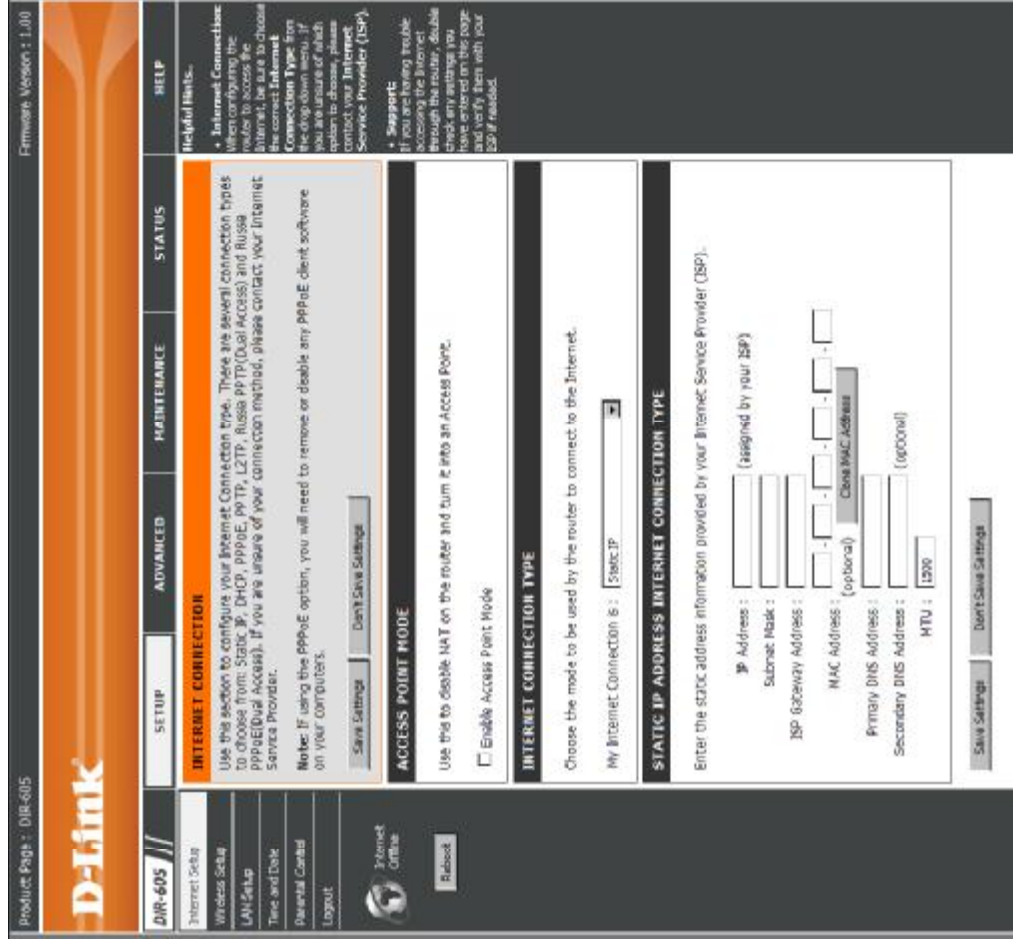 Product Page : DIR-605
Firmware Version : 1.00
D-Link
DIR-605
SETUP
ADVANCED
MAINTENANCE
STATUS
HELP
Internet Setup
Wireless Setup
LAN Setup
Time and Date
Parental Control
Logout
Internet
Offline
Reboot
INTERNET CONNECTION
Use this section to configure your Internet Connection type. There are several connection types
to choose from: Static IP, DHCP, PPPoE, PPTP, L2TP, Russia PPTP(Dual Access) and Russia
PPPoE(Dual Access). If you are unsure of your connection method, please contact your Internet
Service Provider.
Note: If using the PPPoE option, you will need to remove or disable any PPPoE client software
on your computers.
Save Settings
Don't Save Settings
ACCESS POINT MODE
Use this to disable NAT on the router and turn it into an Access Point.
Enable Access Point Mode
INTERNET CONNECTION TYPE
Choose the mode to be used by the router to connect to the Internet.
My Internet Connection is : Static IP
STATIC IP ADDRESS INTERNET CONNECTION TYPE
Enter the static address information provided by your Internet Service Provider (ISP).
IP Address : (assigned by your ISP)
Subnet Mask :
ISP Gateway Address :
MAC Address : - - - - -
(optional) Clone MAC Address
Primary DNS Address :
Secondary DNS Address : (optional)
MTU : 1500
Save Settings
Don't Save Settings
Helpful Hints..
• Internet Connection:
When configuring the
router to access the
Internet, be sure to choose
the correct Internet
Connection Type from
the drop down menu. If
you are unsure of which
option to choose, please
contact your Internet
Service Provider (ISP).
• Support:
If you are having trouble
accessing the Internet
through the router, double
check any settings you
have entered on this page
and verify them with your
ISP if needed.